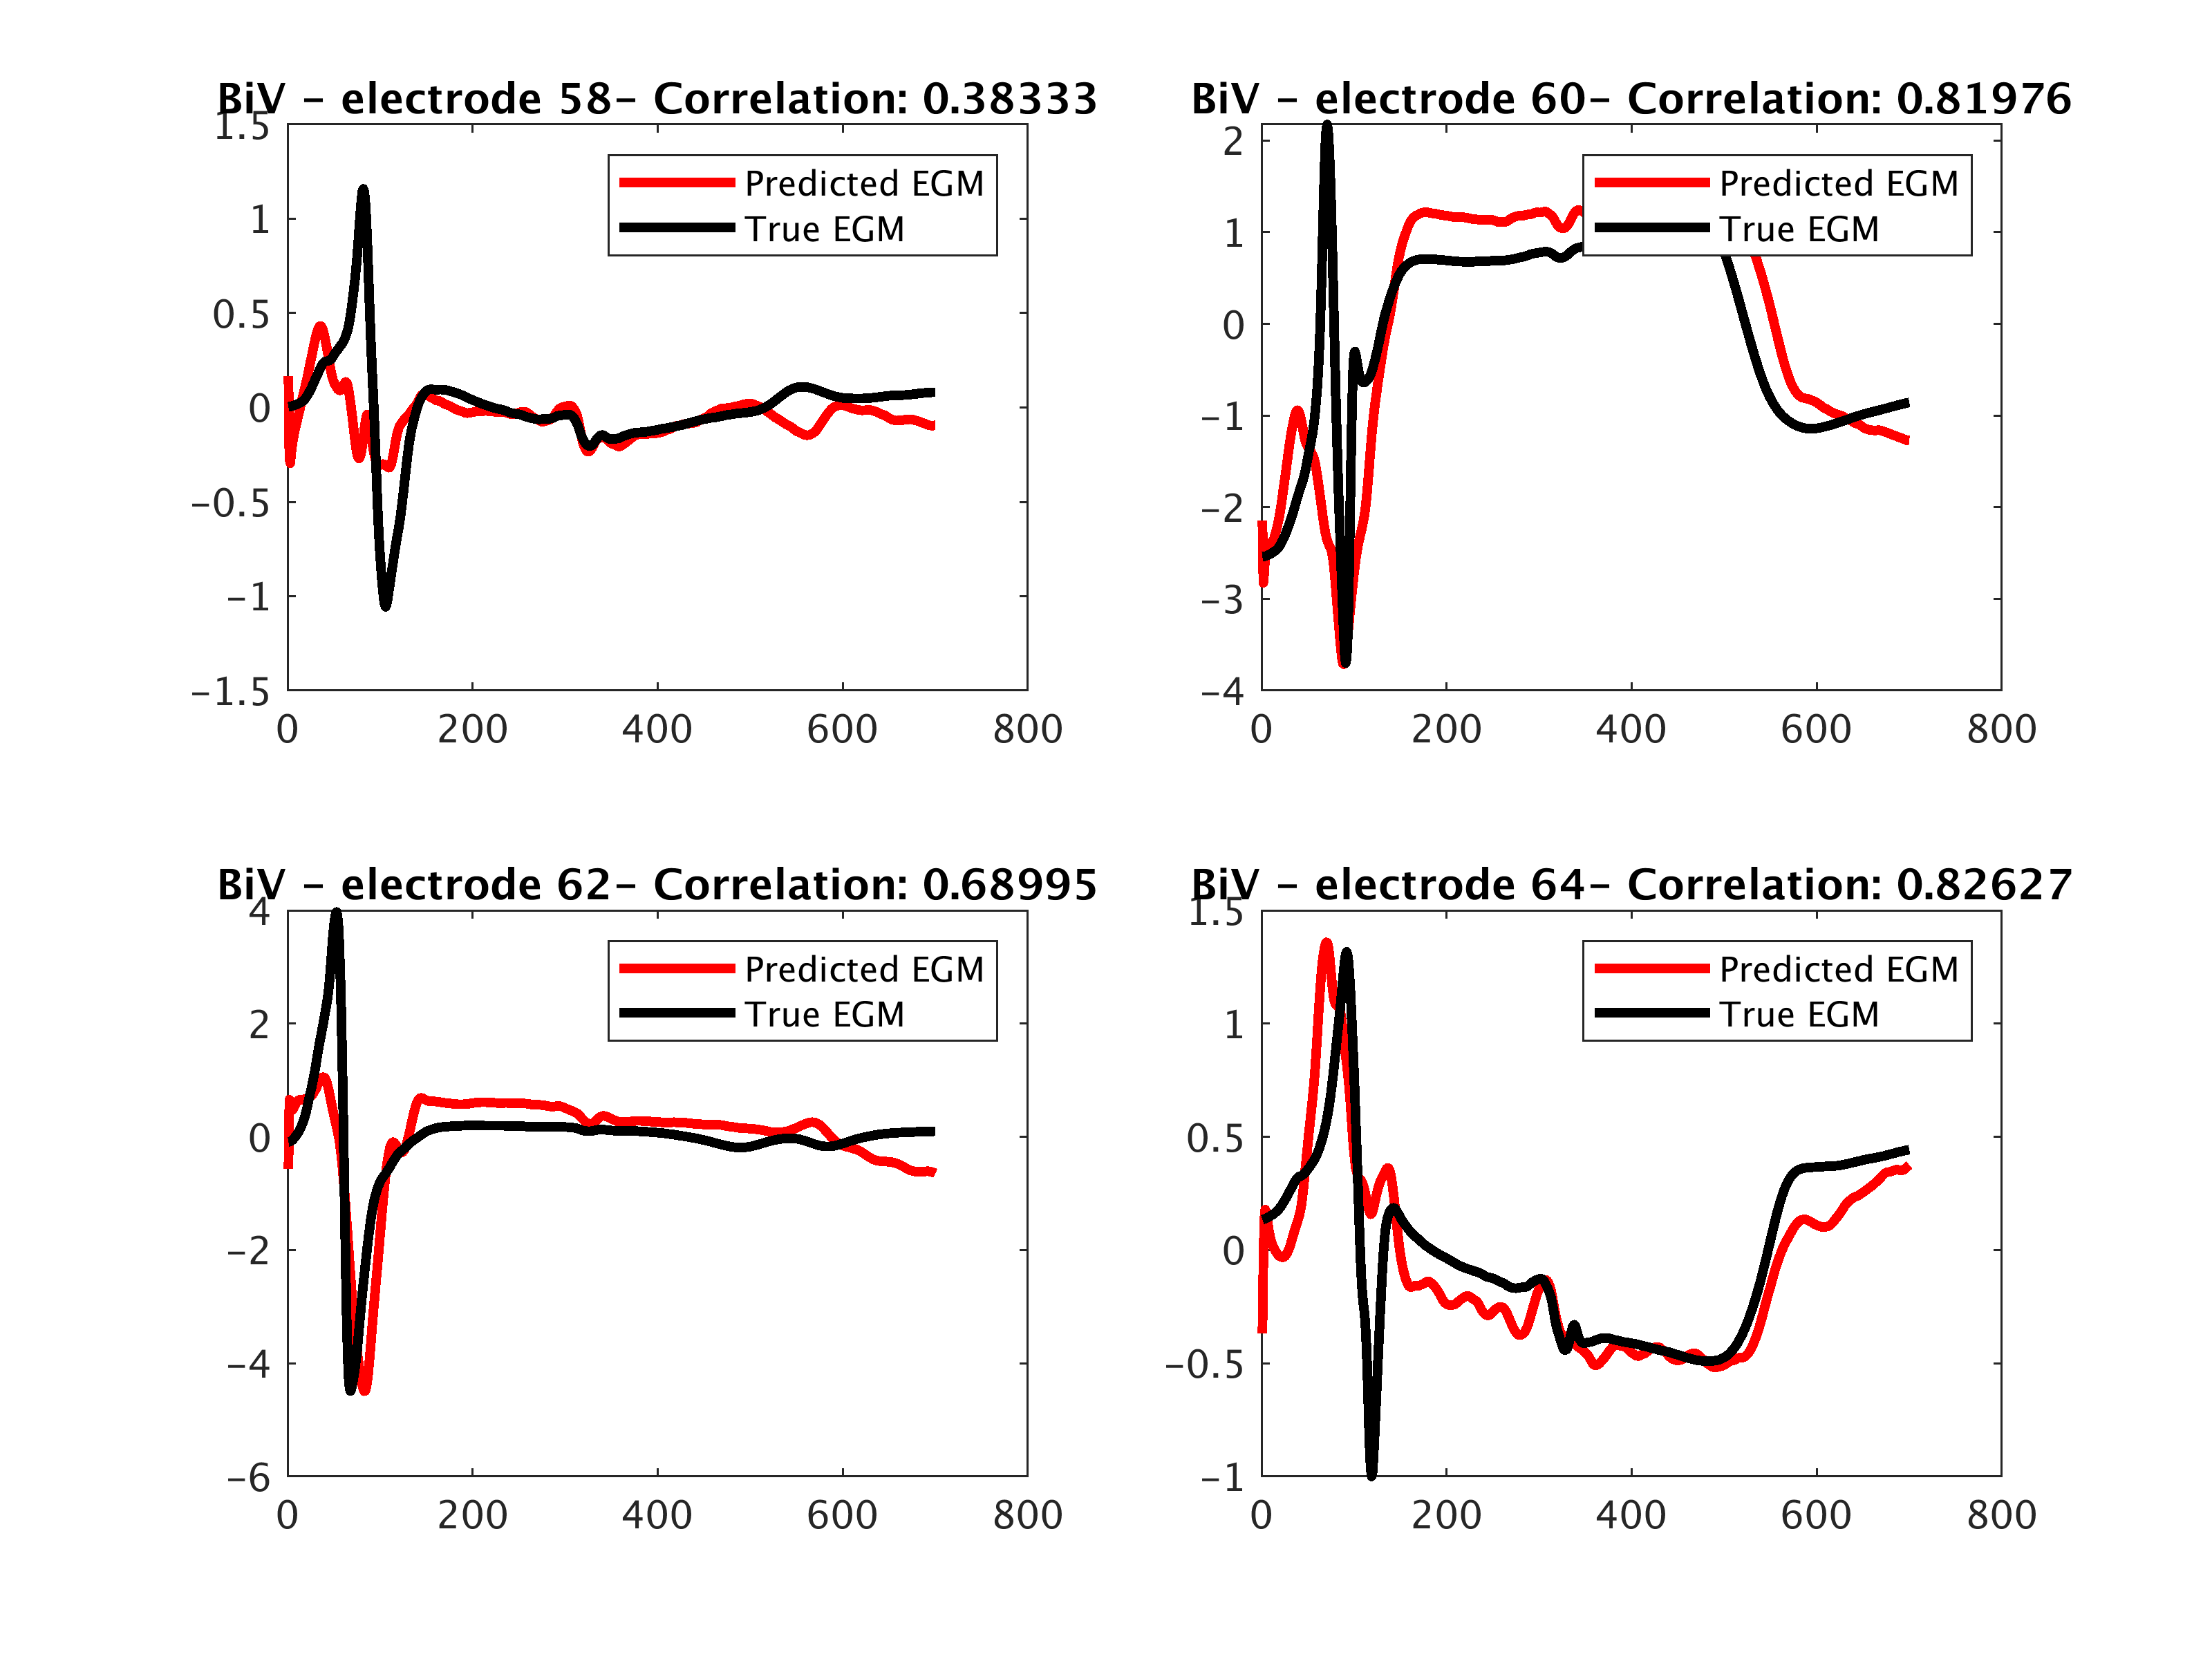 BiV - electrode 58- Correlation: 0.38333
1.5
1
0.5
0
-0.5
-1
-1.5
0 200 400 600 800
Predicted EGM
True EGM
BiV - electrode 60- Correlation: 0.81976
2
1
0
-1
-2
-3
-4
0 200 400 600 800
Predicted EGM
True EGM
BiV - electrode 62- Correlation: 0.68995
4
2
0
-2
-4
-6
0 200 400 600 800
Predicted EGM
True EGM
BiV - electrode 64- Correlation: 0.82627
1.5
1
0.5
0
-0.5
-1
0 200 400 600 800
Predicted EGM
True EGM